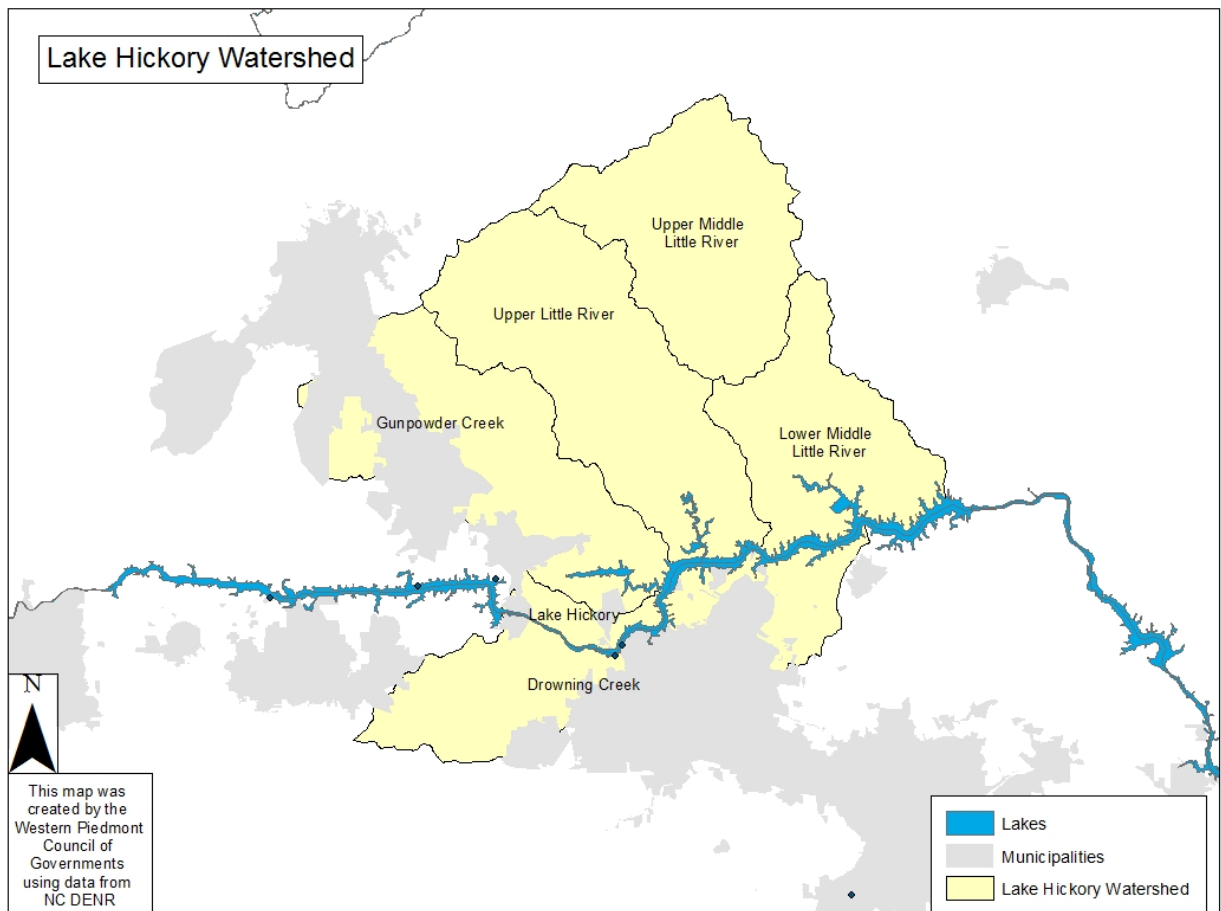 Lake Hickory Watershed
Upper Middle
Little River
Upper Little River
Gunpowder Creek
Lower Middle
Little River
Lake Hickory
Drowning Creek
N
This map was
created by the
Western Piedmont
Council of
Governments
using data from
NC DENR
Lakes
Municipalities
Lake Hickory Watershed